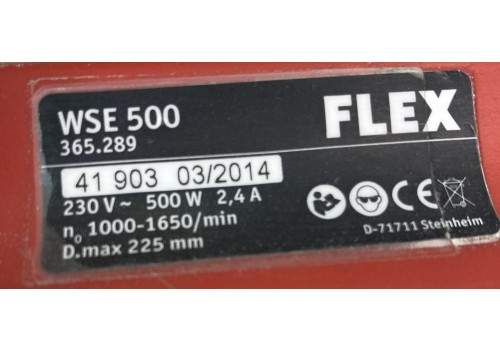 WSE 500
FLEX
365.289
41 903 03/2014
230 V ~ 500 W 2,4 A
n₀ 1000-1650/min
D.max 225 mm
CE
D-71711 Steinheim